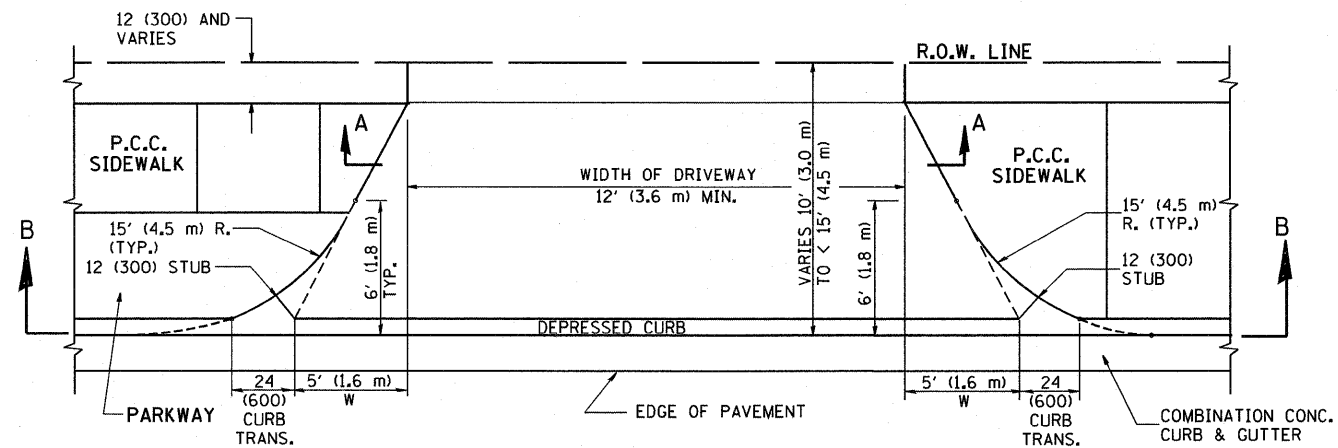 12 (300) AND
VARIES
R.O.W. LINE
A
A
P.C.C.
SIDEWALK
P.C.C.
SIDEWALK
WIDTH OF DRIVEWAY
12' (3.6 m) MIN.
VARIES 10' (3.0 m)
TO < 15' (4.5 m)
15' (4.5 m) R.
(TYP.)
15' (4.5 m)
R. (TYP.)
B
B
12 (300) STUB
12 (300)
STUB
6' (1.8 m)
TYP.
6' (1.8 m)
DEPRESSED CURB
24
(600)
CURB
TRANS.
5' (1.6 m)
W
5' (1.6 m)
W
24
(600)
CURB
TRANS.
PARKWAY
EDGE OF PAVEMENT
COMBINATION CONC.
CURB & GUTTER